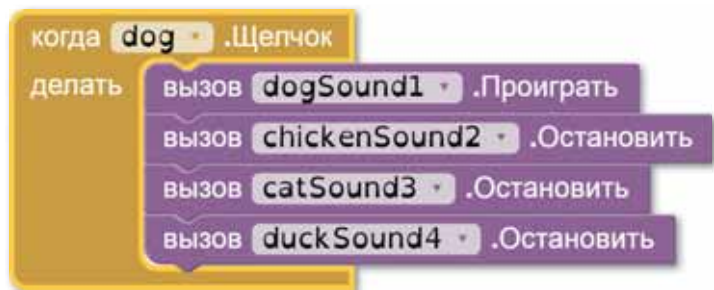 когда dog .Щелчок
делать вызов dogSound1 .Проиграть
вызов chickenSound2 .Остановить
вызов catSound3 .Остановить
вызов duckSound4 .Остановить